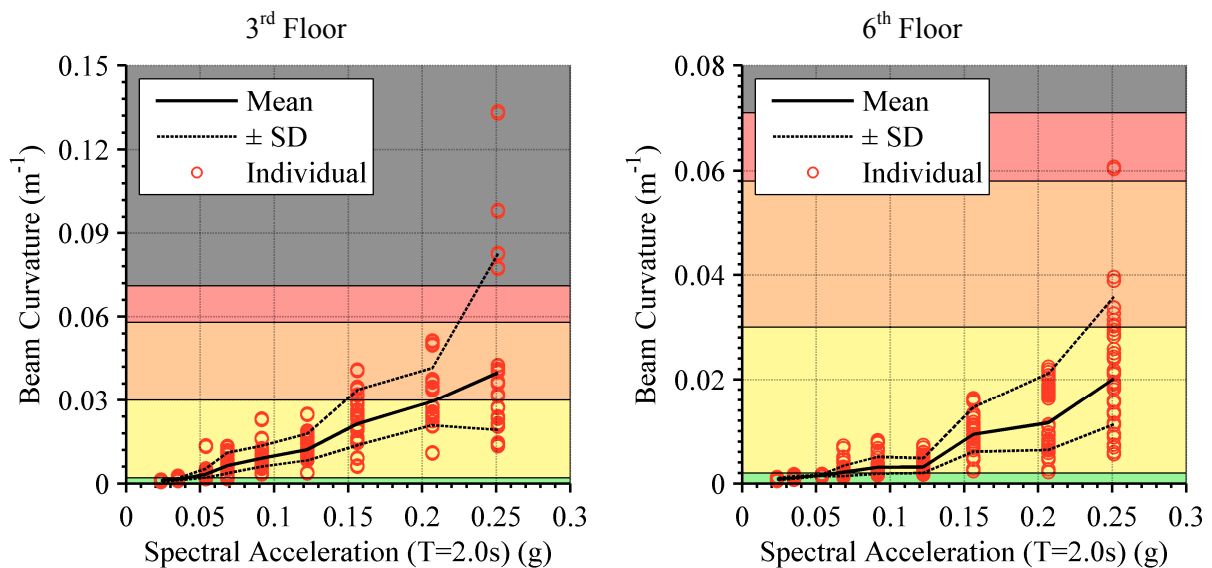 3rd Floor
0.15
0.12
0.09
0.06
0.03
0
Beam Curvature (m-1)
Mean
± SD
Individual
0 0.05 0.1 0.15 0.2 0.25 0.3
Spectral Acceleration (T=2.0s) (g)
6th Floor
0.08
0.06
0.04
0.02
0
Beam Curvature (m-1)
Mean
± SD
Individual
0 0.05 0.1 0.15 0.2 0.25 0.3
Spectral Acceleration (T=2.0s) (g)